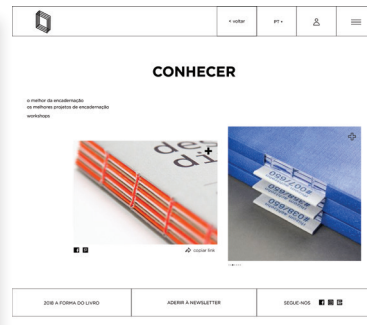 < voltar
PT
CONHECER
o melhor da encadernação
os melhores projetos de encadernação
workshops
copiar link
2018 A FORMA DO LIVRO
ADERIR À NEWSLETTER
SEGUE-NOS